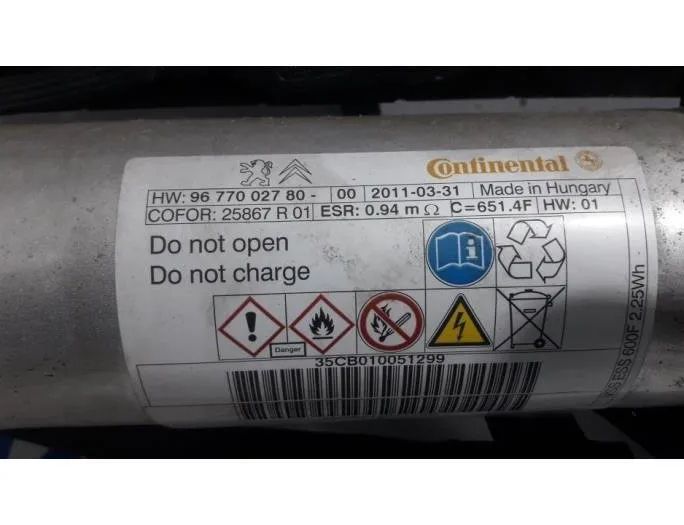 Continental
HW: 96 770 027 80 - 00 2011-03-31 Made in Hungary
COFOR: 25867 R 01 ESR: 0.94 m Ω C=651.4F HW: 01
Do not open
Do not charge
Danger
35CB010051299
ESS 600F 2.25Wh